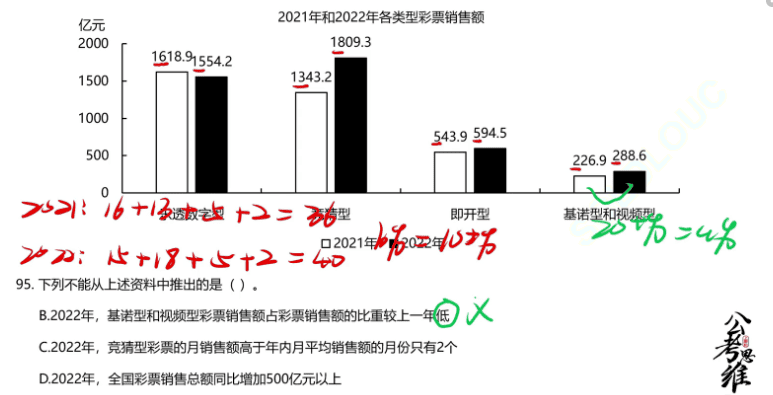 2021年和2022年各类型彩票销售额
亿元
2000
1500
1000
500
0
1618.9 1554.2
1343.2 1809.3
543.9 594.5
226.9 288.6
乐透数字型 竞猜型 即开型 基诺型和视频型
2021: 16+13+5+2=36
20+% = 4%
□2021年 ■2022年
2022: 15+18+5+2=40
95. 下列不能从上述资料中推出的是（ ）。
B.2022年，基诺型和视频型彩票销售额占彩票销售额的比重较上一年低 ×
C.2022年，竞猜型彩票的月销售额高于年内月平均销售额的月份只有2个
D.2022年，全国彩票销售总额同比增加500亿元以上
公考思维